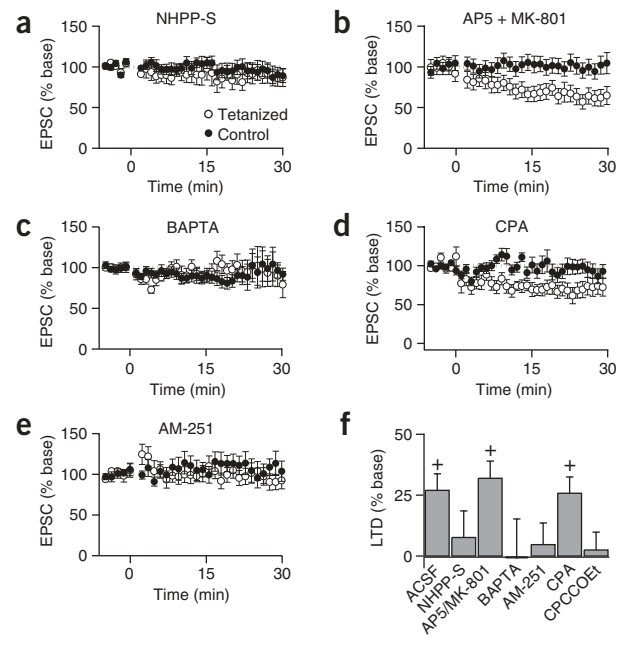 a
NHPP-S
EPSC (% base)
150
100
50
0
Tetanized
Control
0
15
30
Time (min)
b
AP5 + MK-801
EPSC (% base)
150
100
50
0
0
15
30
Time (min)
c
BAPTA
EPSC (% base)
150
100
50
0
0
15
30
Time (min)
d
CPA
EPSC (% base)
150
100
50
0
0
15
30
Time (min)
e
AM-251
EPSC (% base)
150
100
50
0
0
15
30
Time (min)
f
LTD (% base)
50
25
0
+
+
+
ACSF
NHPP-S
AP5/MK-801
BAPTA
AM-251
CPA
CPCCOEt